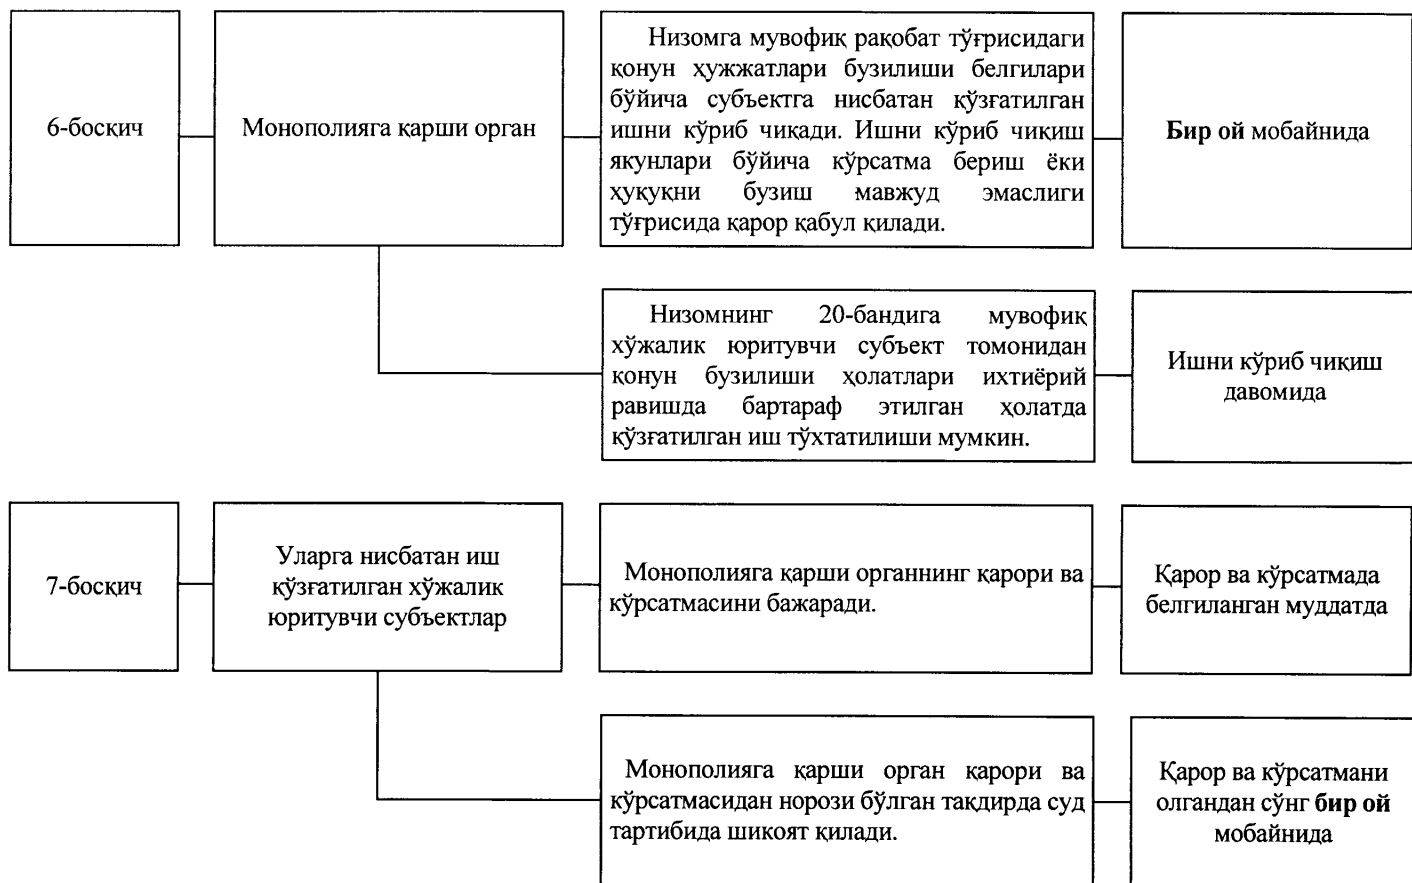 6-босқич
Монополияга қарши орган
Низомга мувофиқ рақобат тўғрисидаги
қонун ҳужжатлари бузилиши белгилари
бўйича субъектга нисбатан қўзғатилган
ишни кўриб чиқади. Ишни кўриб чиқиш
якунлари бўйича кўрсатма бериш ёки
ҳуқуқни бузиш мавжуд эмаслиги
тўғрисида қарор қабул қилади.
Бир ой мобайнида
Низомнинг 20-бандига мувофиқ
хўжалик юритувчи субъект томонидан
қонун бузилиши ҳолатлари ихтиёрий
равишда бартараф этилган ҳолатда
қўзғатилган иш тўхтатилиши мумкин.
Ишни кўриб чиқиш
давомида
7-босқич
Уларга нисбатан иш
қўзғатилган хўжалик
юритувчи субъектлар
Монополияга қарши органнинг қарори ва
кўрсатмасини бажаради.
Қарор ва кўрсатмада
белгиланган муддатда
Монополияга қарши орган қарори ва
кўрсатмасидан норози бўлган тақдирда суд
тартибида шикоят қилади.
Қарор ва кўрсатмани
олгандан сўнг бир ой
мобайнида